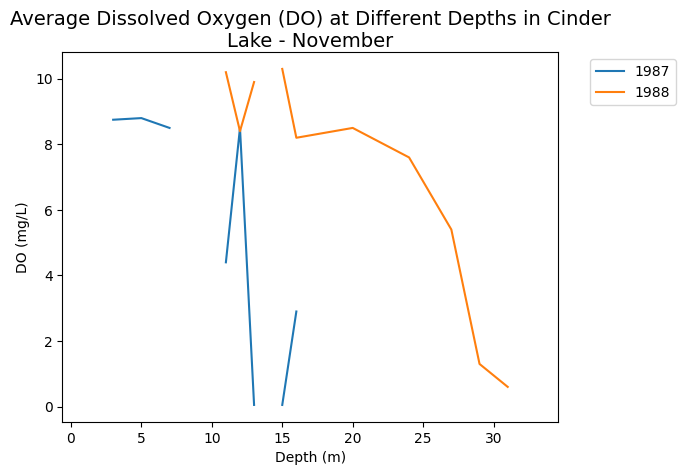 Average Dissolved Oxygen (DO) at Different Depths in Cinder
Lake - November
1987
1988
10
8
6
4
2
0
DO (mg/L)
0 5 10 15 20 25 30
Depth (m)